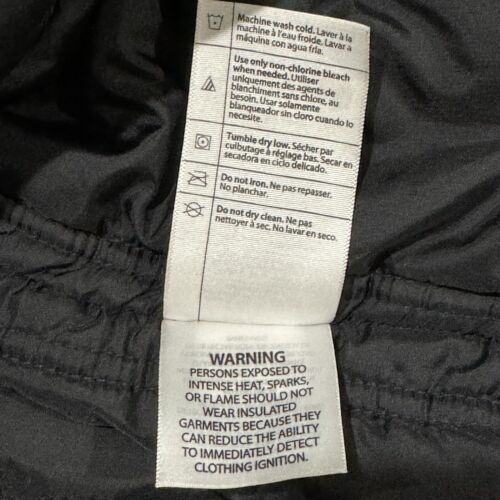 Machine wash cold. Laver à la
machine à l'eau froide. Lavar a
máquina con agua fría.
Use only non-chlorine bleach
when needed. Utiliser
uniquement des agents de
blanchiment sans chlore, au
besoin. Usar solamente
blanqueador sin cloro cuando lo
necesite.
Tumble dry low. Sécher par
culbutage à réglage bas. Secar en
secadora en ciclo delicado.
Do not iron. Ne pas repasser.
No planchar.
Do not dry clean. Ne pas
nettoyer à sec. No lavar en seco.
WARNING
PERSONS EXPOSED TO
INTENSE HEAT, SPARKS,
OR FLAME SHOULD NOT
WEAR INSULATED
GARMENTS BECAUSE THEY
CAN REDUCE THE ABILITY
TO IMMEDIATELY DETECT
CLOTHING IGNITION.